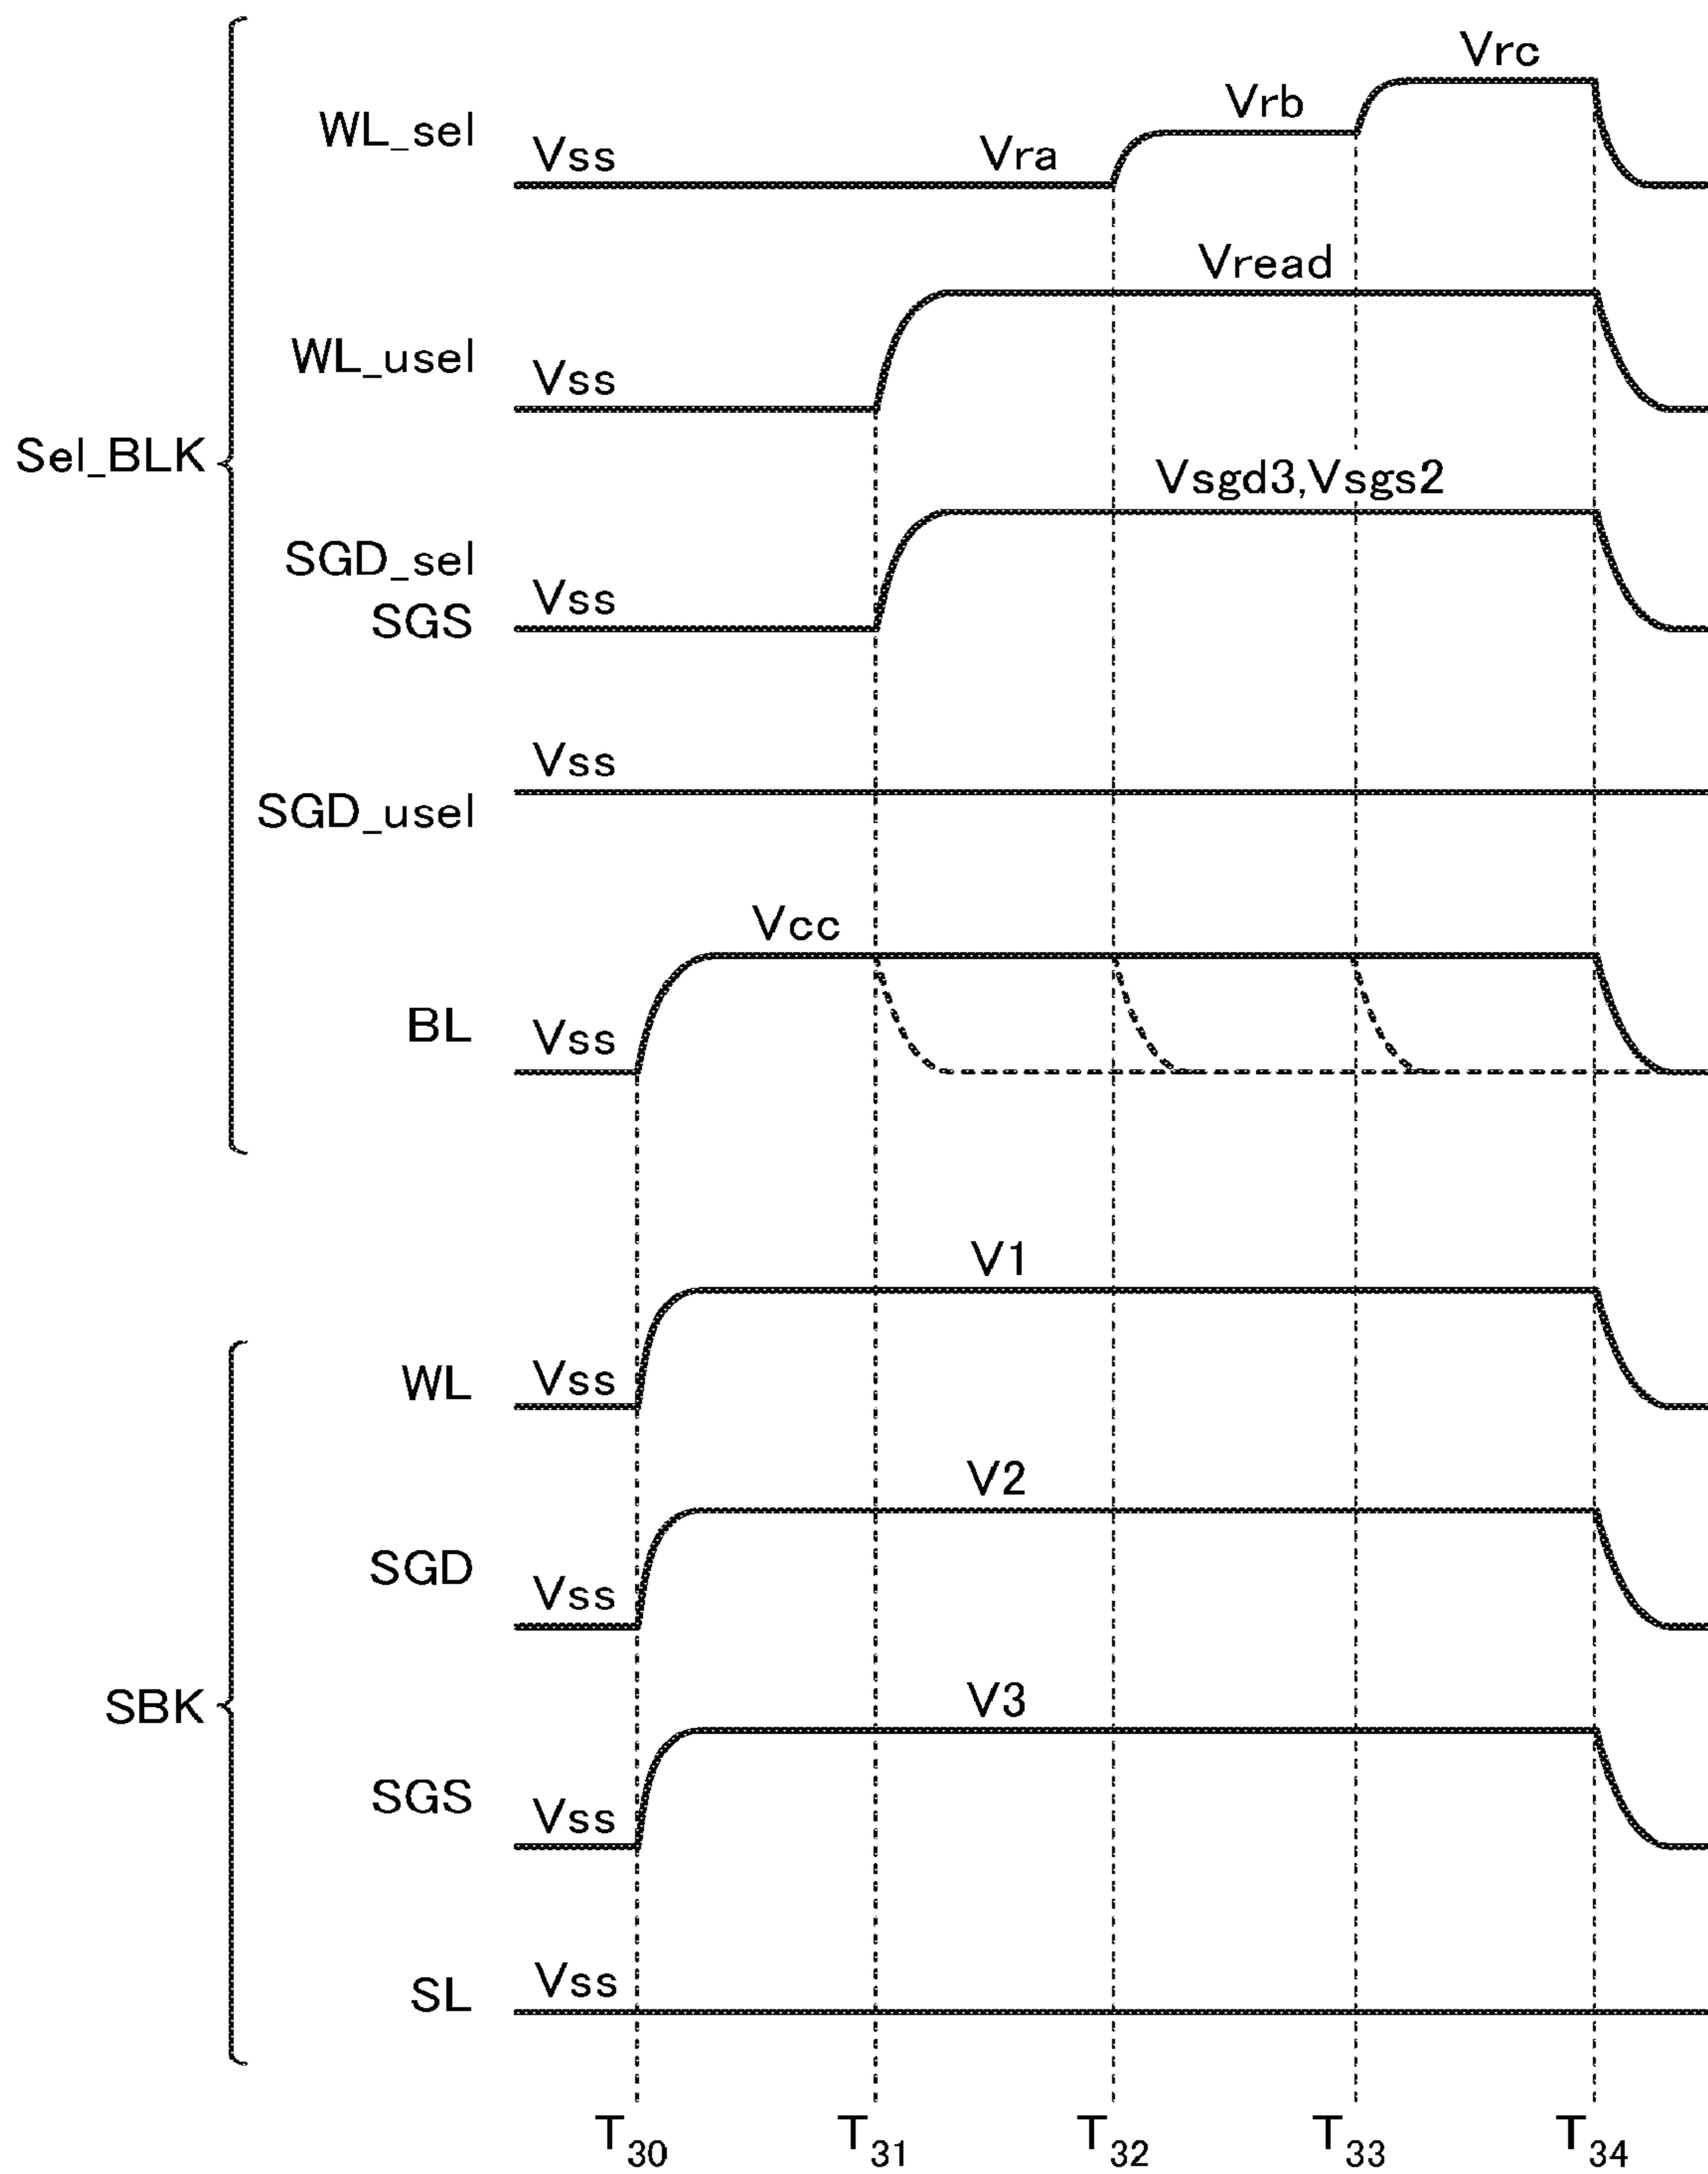 Vrc
Vrb
WL_sel
Vss
Vra
Vread
WL_usel
Vss
Sel_BLK
Vsgd3,Vsgs2
SGD_sel
Vss
SGS
Vss
SGD_usel
Vcc
BL
Vss
V1
WL
Vss
V2
SGD
Vss
SBK
V3
SGS
Vss
SL
Vss
T30 T31 T32 T33 T34